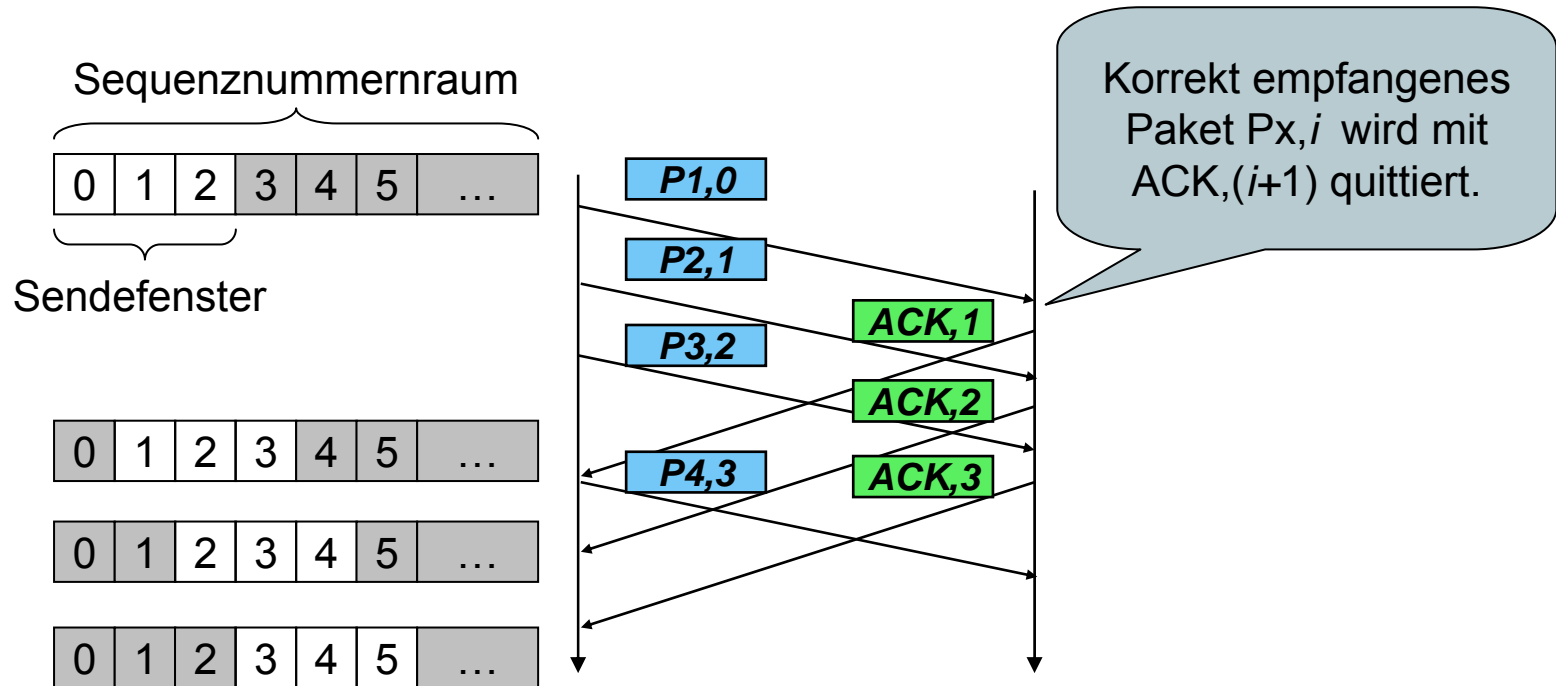 Sequenznummernraum
0 1 2 3 4 5 …
Sendefenster
0 1 2 3 4 5 …
0 1 2 3 4 5 …
0 1 2 3 4 5 …
P1,0
P2,1
P3,2
P4,3
ACK,1
ACK,2
ACK,3
Korrekt empfangenes
Paket Px,i wird mit
ACK,(i+1) quittiert.